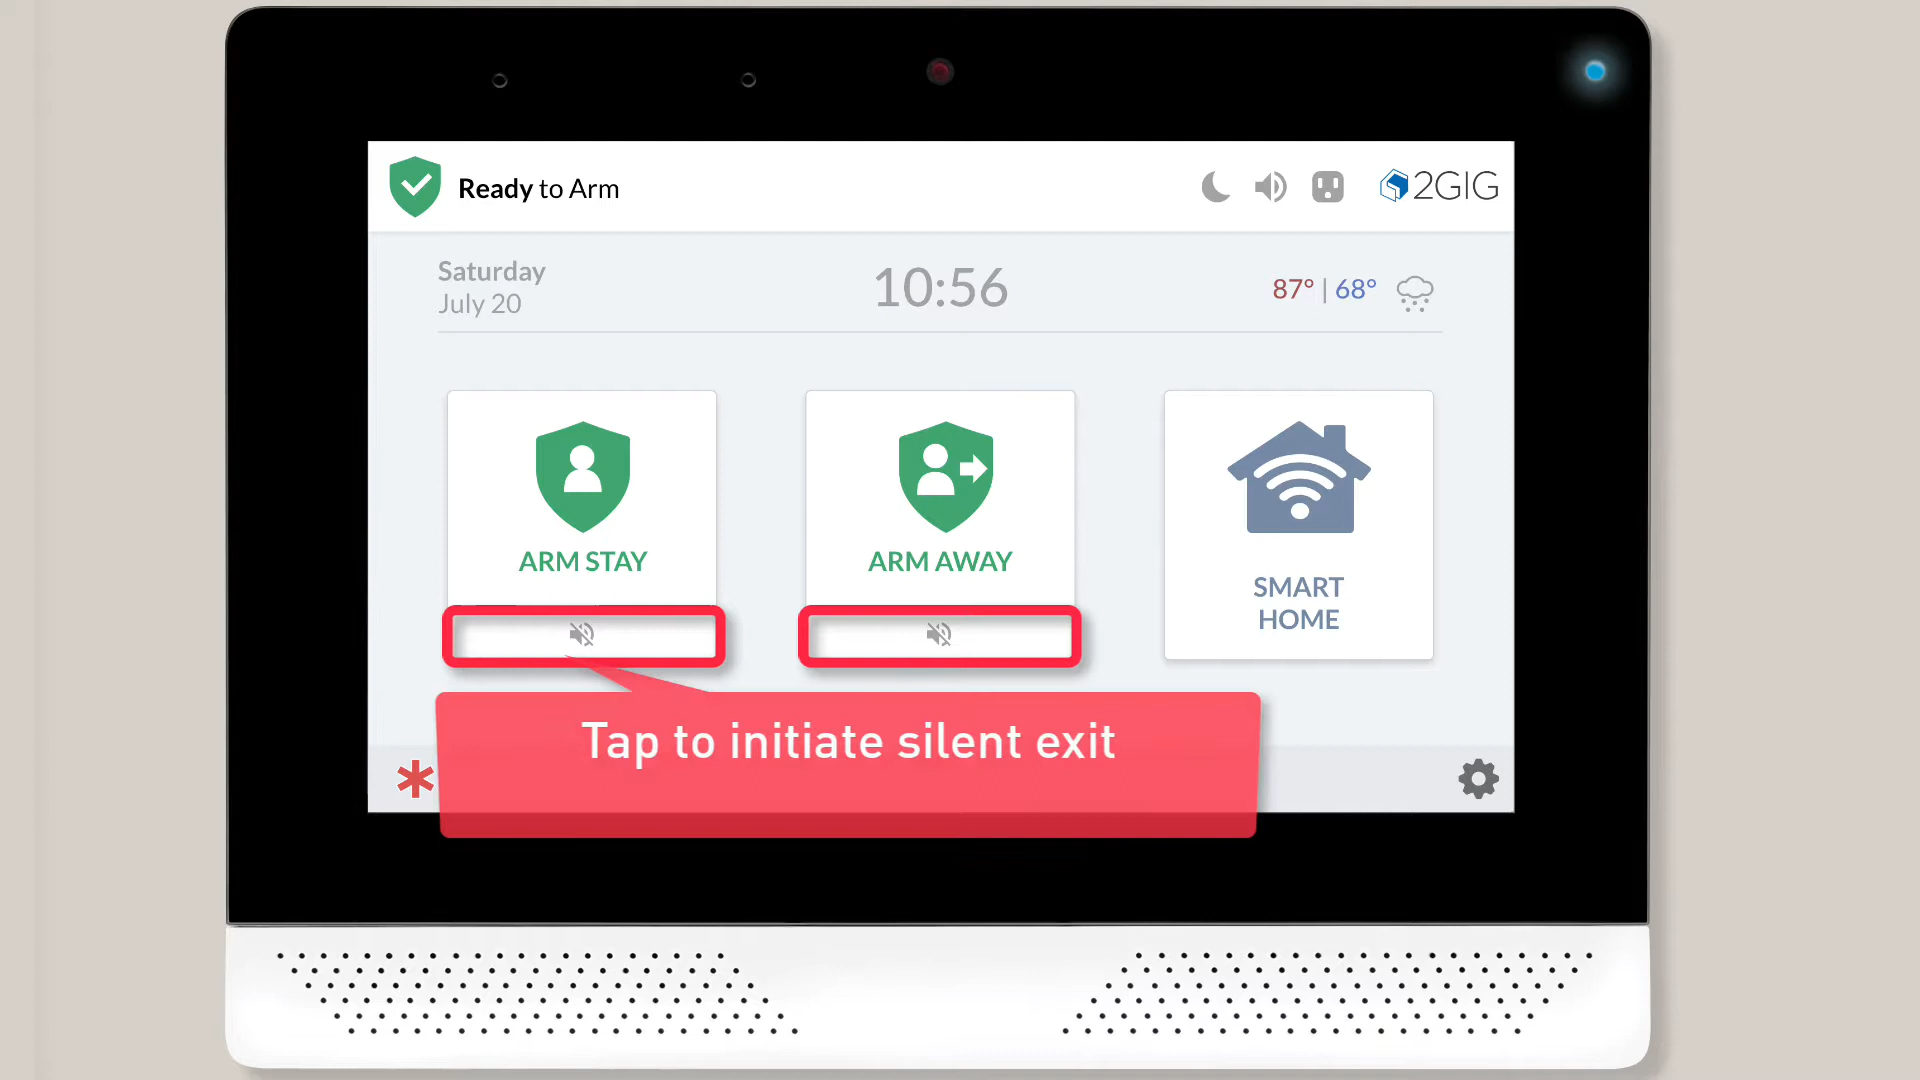 Ready to Arm
2GIG
Saturday
July 20
10:56
87° | 68°
ARM STAY
ARM AWAY
SMART
HOME
Tap to initiate silent exit